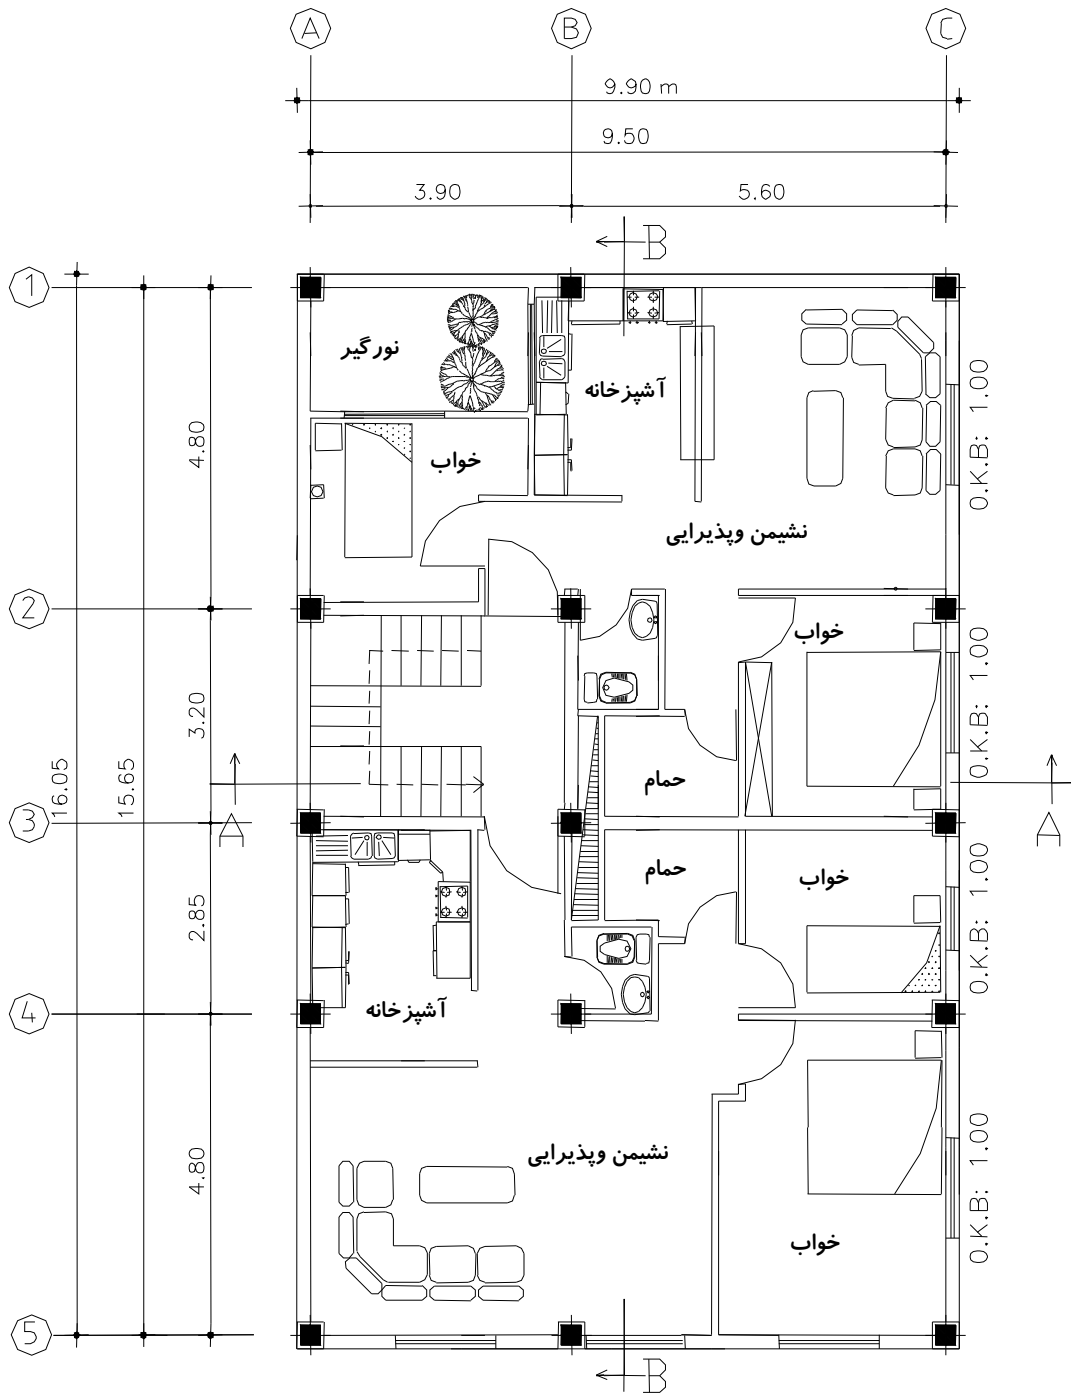 A
B
C
9.90 m
9.50
3.90
5.60
B
1
نورگیر
آشپزخانه
O.K.B: 1.00
4.80
خواب
نشیمن وپذیرایی
2
خواب
O.K.B: 1.00
3.20
16.05
15.65
حمام
A
A
3
حمام
خواب
O.K.B: 1.00
2.85
4
آشپزخانه
نشیمن وپذیرایی
4.80
O.K.B: 1.00
خواب
5
B